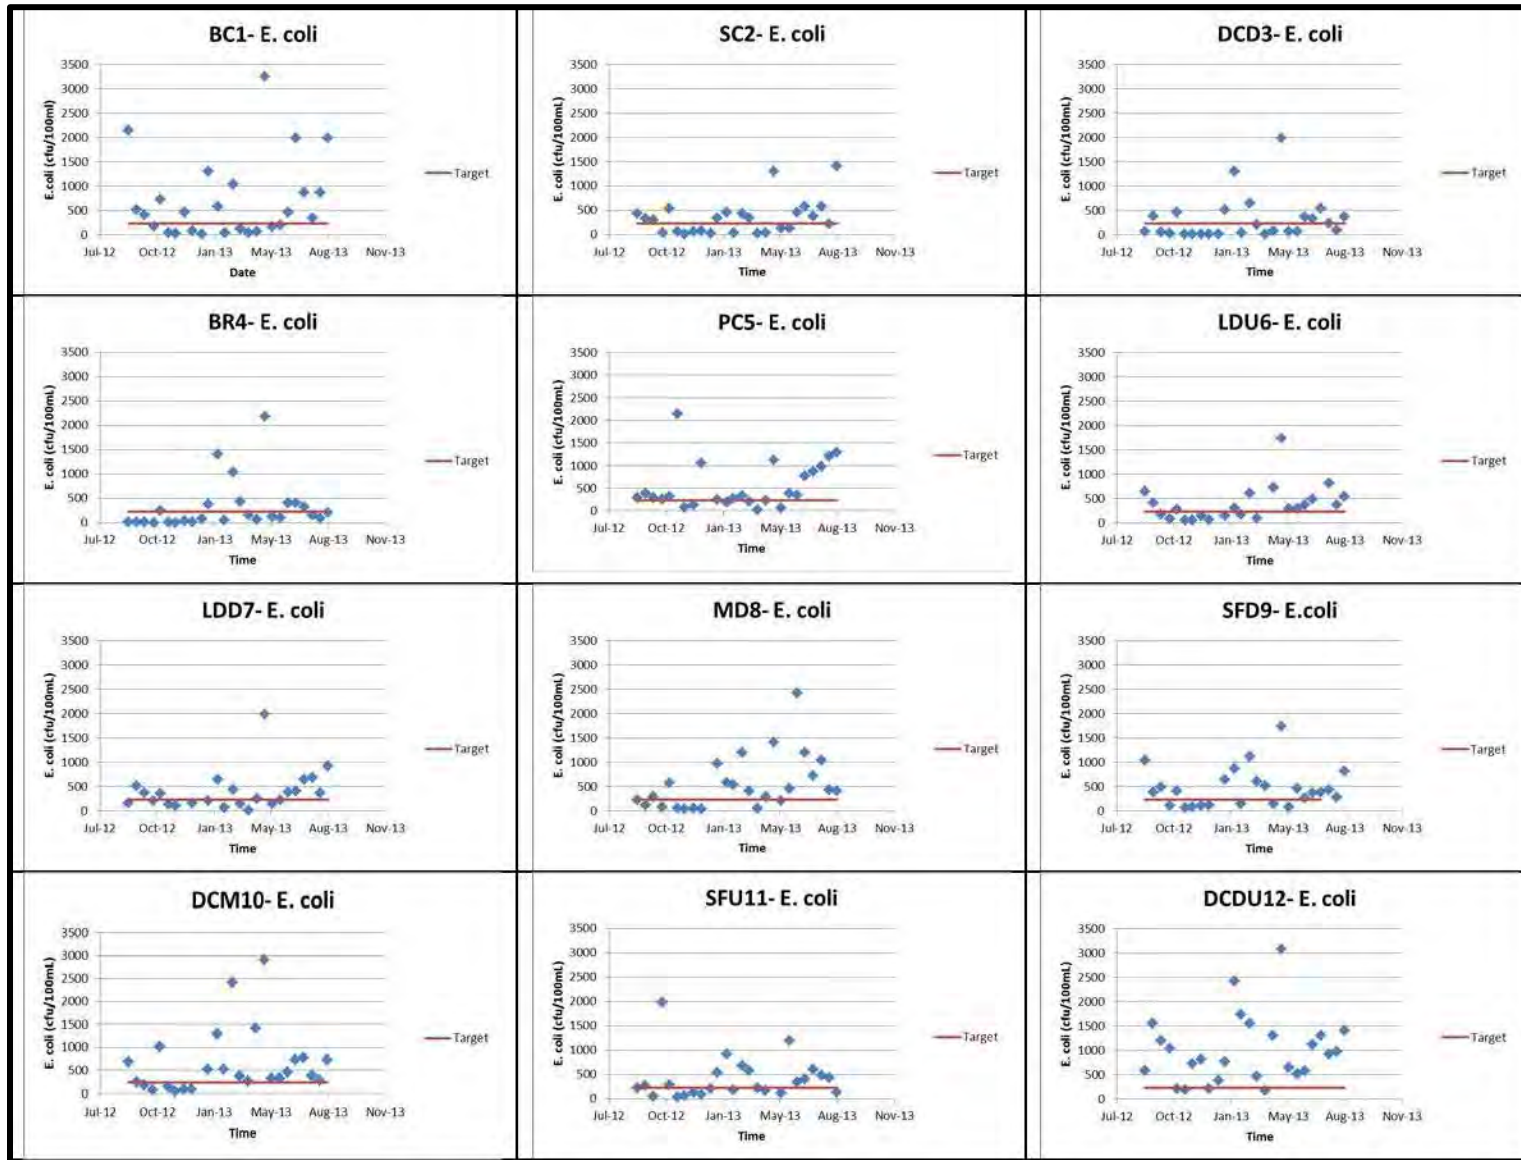 BC1- E. coli
3500
3000
2500
2000
1500
1000
500
0
E.coli (cfu/100ml)
Target
Jul-12 Oct-12 Jan-13 May-13 Aug-13 Nov-13
Date
SC2- E. coli
3500
3000
2500
2000
1500
1000
500
0
E. coli (cfu/100mL)
Target
Jul-12 Oct-12 Jan-13 May-13 Aug-13 Nov-13
Time
DCD3- E. coli
3500
3000
2500
2000
1500
1000
500
0
E. coli (cfu/100mL)
Target
Jul-12 Oct-12 Jan-13 May-13 Aug-13 Nov-13
Time
BR4- E. coli
3500
3000
2500
2000
1500
1000
500
0
E. coli (cfu/100mL)
Target
Jul-12 Oct-12 Jan-13 May-13 Aug-13 Nov-13
Time
PC5- E. coli
3500
3000
2500
2000
1500
1000
500
0
E. coli (cfu/100mL)
Target
Jul-12 Oct-12 Jan-13 May-13 Aug-13 Nov-13
Time
LDU6- E. coli
3500
3000
2500
2000
1500
1000
500
0
E. coli (cfu/100mL)
Target
Jul-12 Oct-12 Jan-13 May-13 Aug-13 Nov-13
Time
LDD7- E. coli
3500
3000
2500
2000
1500
1000
500
0
E. coli (cfu/100mL)
Target
Jul-12 Oct-12 Jan-13 May-13 Aug-13 Nov-13
Time
MD8- E. coli
3500
3000
2500
2000
1500
1000
500
0
E. coli (cfu/100mL)
Target
Jul-12 Oct-12 Jan-13 May-13 Aug-13 Nov-13
Time
SFD9- E.coli
3500
3000
2500
2000
1500
1000
500
0
E. coli (cfu/100mL)
Target
Jul-12 Oct-12 Jan-13 May-13 Aug-13 Nov-13
Time
DCM10- E. coli
3500
3000
2500
2000
1500
1000
500
0
E. coli (cfu/100mL)
Target
Jul-12 Oct-12 Jan-13 May-13 Aug-13 Nov-13
Time
SFU11- E. coli
3500
3000
2500
2000
1500
1000
500
0
E. coli (cfu/100mL)
Target
Jul-12 Oct-12 Jan-13 May-13 Aug-13 Nov-13
Time
DCDU12- E. coli
3500
3000
2500
2000
1500
1000
500
0
E. coli (cfu/100mL)
Target
Jul-12 Oct-12 Jan-13 May-13 Aug-13 Nov-13
Time